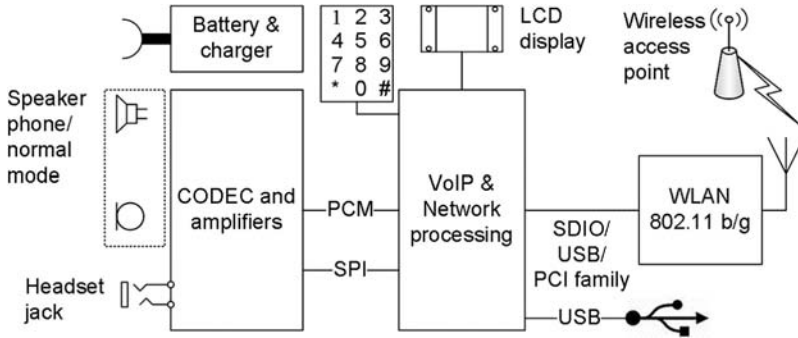 Battery
& charger
1 2 3
4 5 6
7 8 9
* 0 #
LCD
display
Wireless
access
point
Speaker
phone/
normal
mode
CODEC and
amplifiers
PCM
SPI
VoIP &
Network
processing
SDIO/
USB/
PCI family
USB
WLAN
802.11 b/g
Headset
jack